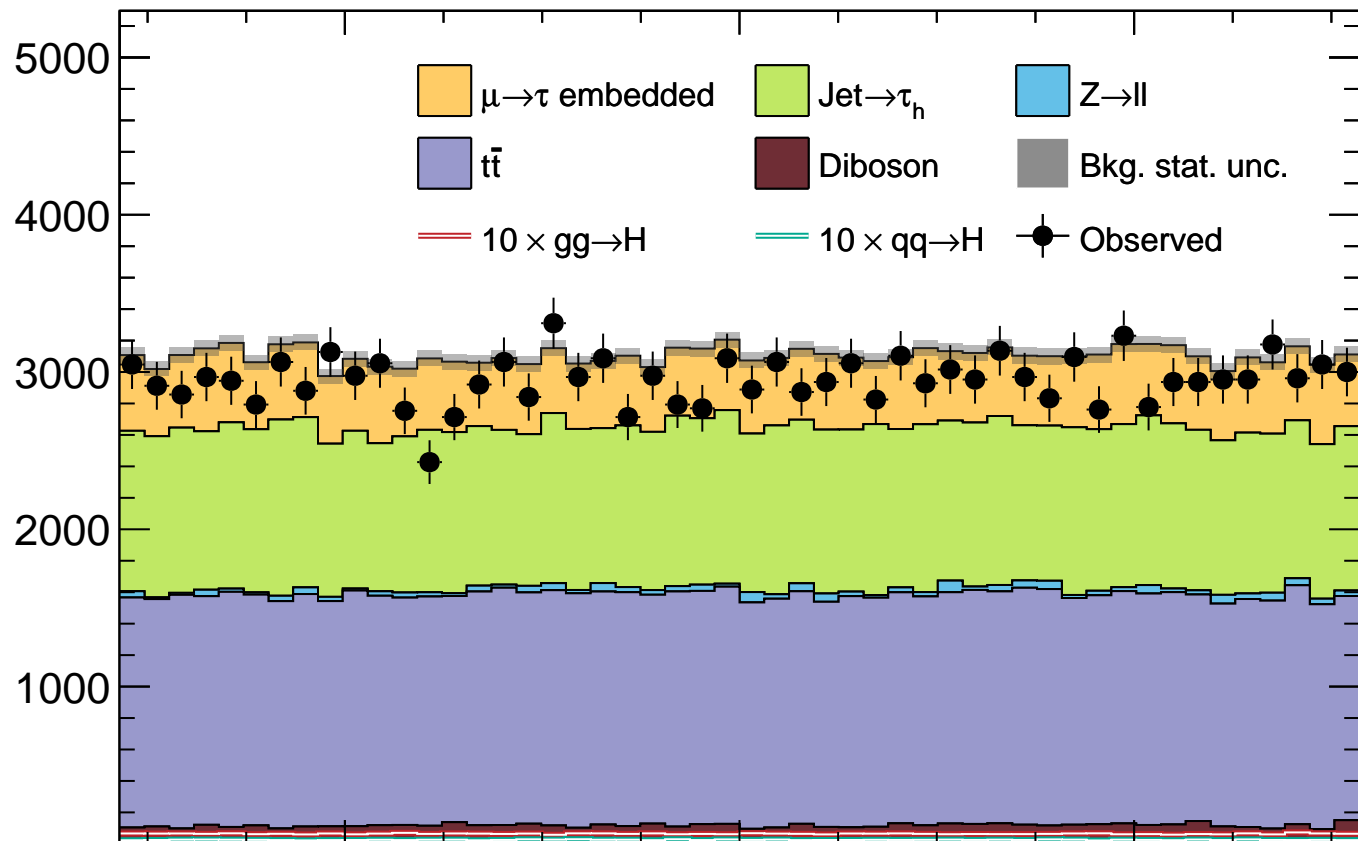 5000
μ→τ embedded Jet→τh Z→ll
tt̄ Diboson Bkg. stat. unc.
4000
10 × gg→H 10 × qq→H Observed
3000
2000
1000